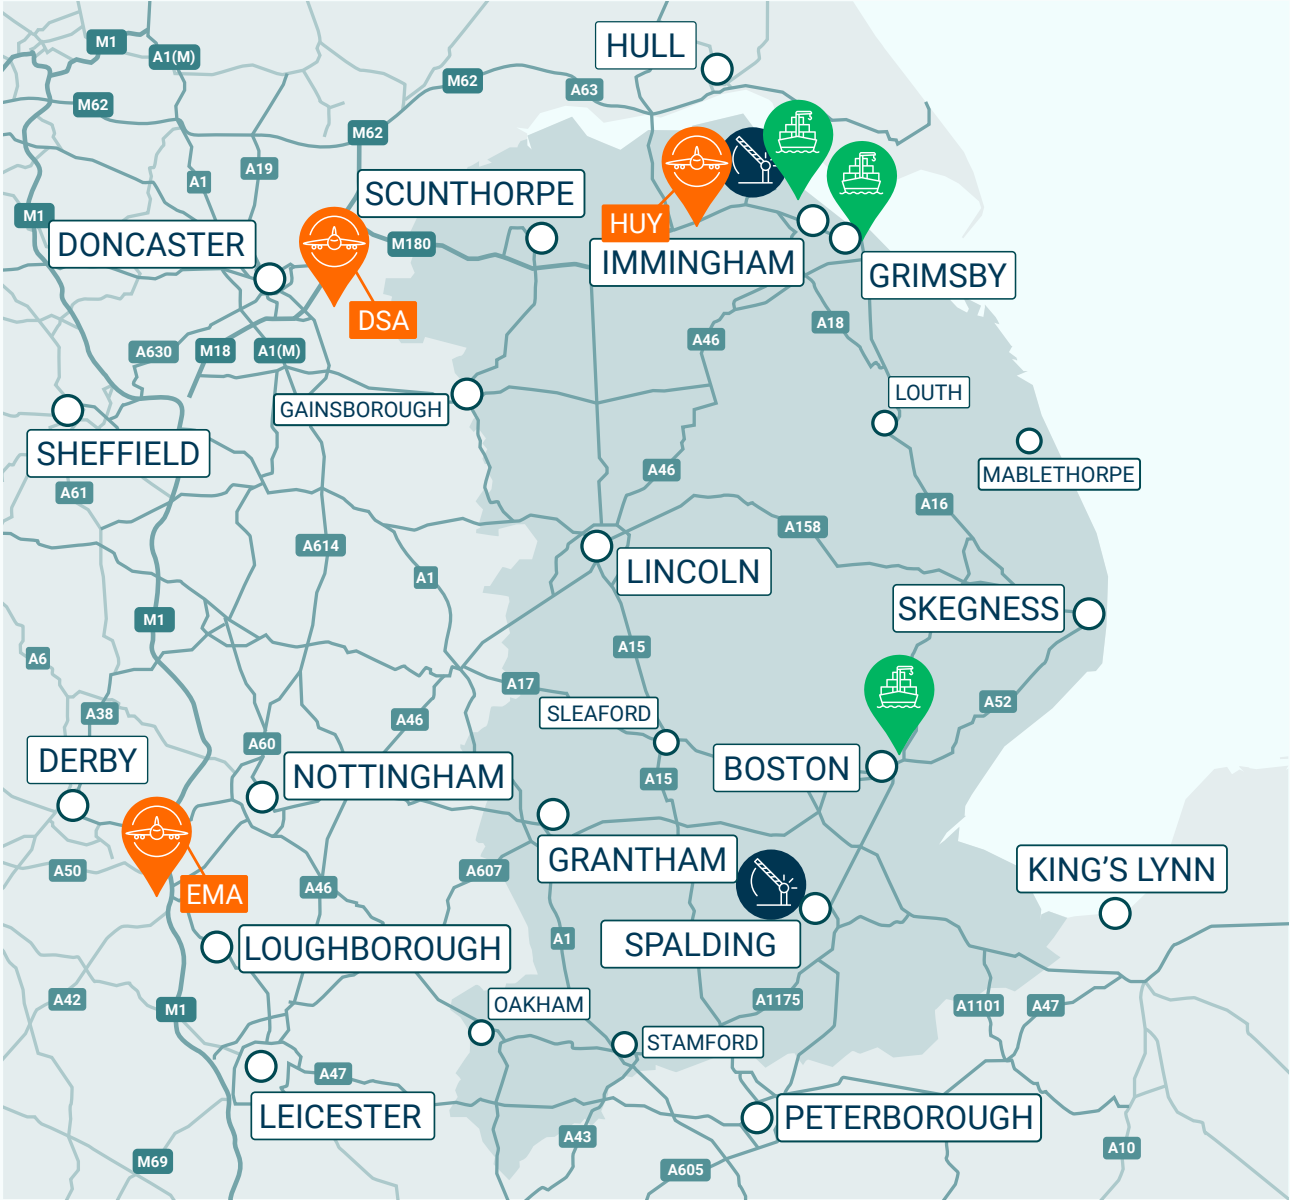 HULL
M1
A1(M)
M62
A63
M62
M62
A19
A1
SCUNTHORPE
M1
HUY
DONCASTER
M180
IMMINGHAM
GRIMSBY
DSA
A18
A46
A630
M18
A1(M)
LOUTH
GAINSBOROUGH
SHEFFIELD
A46
MABLETHORPE
A61
A16
A158
A614
A1
LINCOLN
SKEGNESS
M1
A15
A6
A17
A52
SLEAFORD
A38
A46
A60
DERBY
BOSTON
NOTTINGHAM
A15
GRANTHAM
KING'S LYNN
A50
A607
A46
EMA
A1
SPALDING
LOUGHBOROUGH
A42
A1175
OAKHAM
A1101
A47
M1
STAMFORD
A47
LEICESTER
PETERBOROUGH
A43
A10
M69
A605